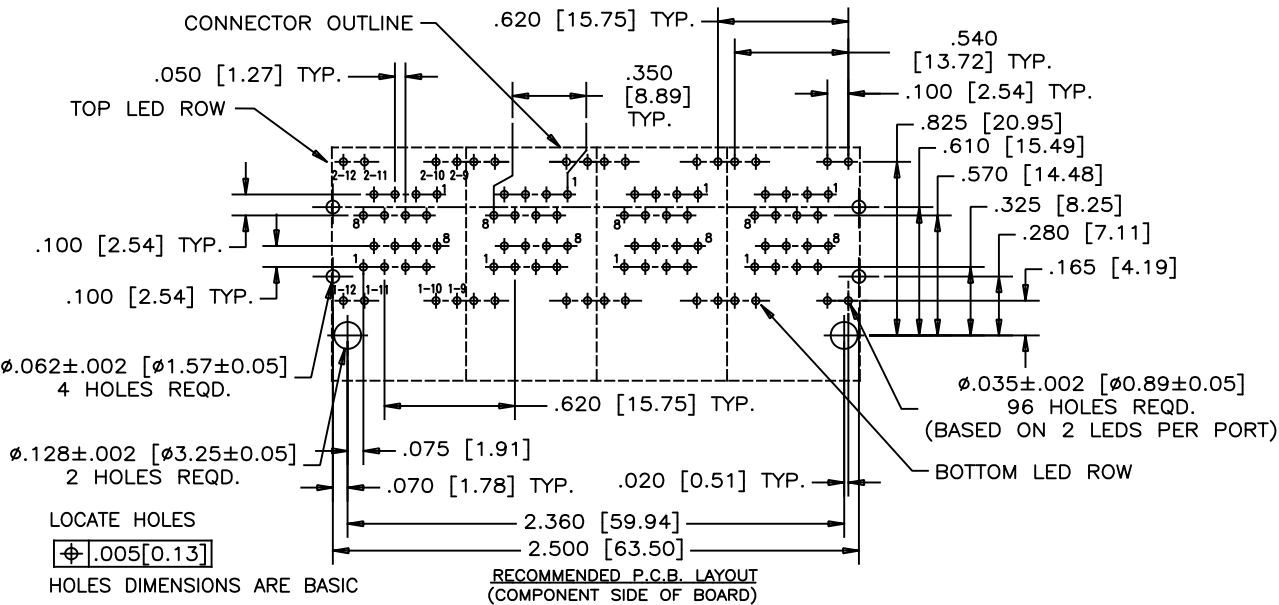 CONNECTOR OUTLINE
.620 [15.75] TYP.
.540
[13.72] TYP.
.050 [1.27] TYP.
.350
[8.89]
TYP.
.100 [2.54] TYP.
TOP LED ROW
.825 [20.95]
.610 [15.49]
.570 [14.48]
.325 [8.25]
.280 [7.11]
.165 [4.19]
2-12 2-11 2-10 2-9
1 1 1 1
8 8 8 8
8 8 8 8
1 1 1 1
1-12 1-11 1-10 1-9
.100 [2.54] TYP.
.100 [2.54] TYP.
ø.062±.002 [ø1.57±0.05]
4 HOLES REQD.
ø.035±.002 [ø0.89±0.05]
96 HOLES REQD.
(BASED ON 2 LEDS PER PORT)
.620 [15.75] TYP.
ø.128±.002 [ø3.25±0.05]
2 HOLES REQD.
.075 [1.91]
.070 [1.78] TYP.
.020 [0.51] TYP.
BOTTOM LED ROW
LOCATE HOLES
.005[0.13]
HOLES DIMENSIONS ARE BASIC
2.360 [59.94]
2.500 [63.50]
RECOMMENDED P.C.B. LAYOUT
(COMPONENT SIDE OF BOARD)